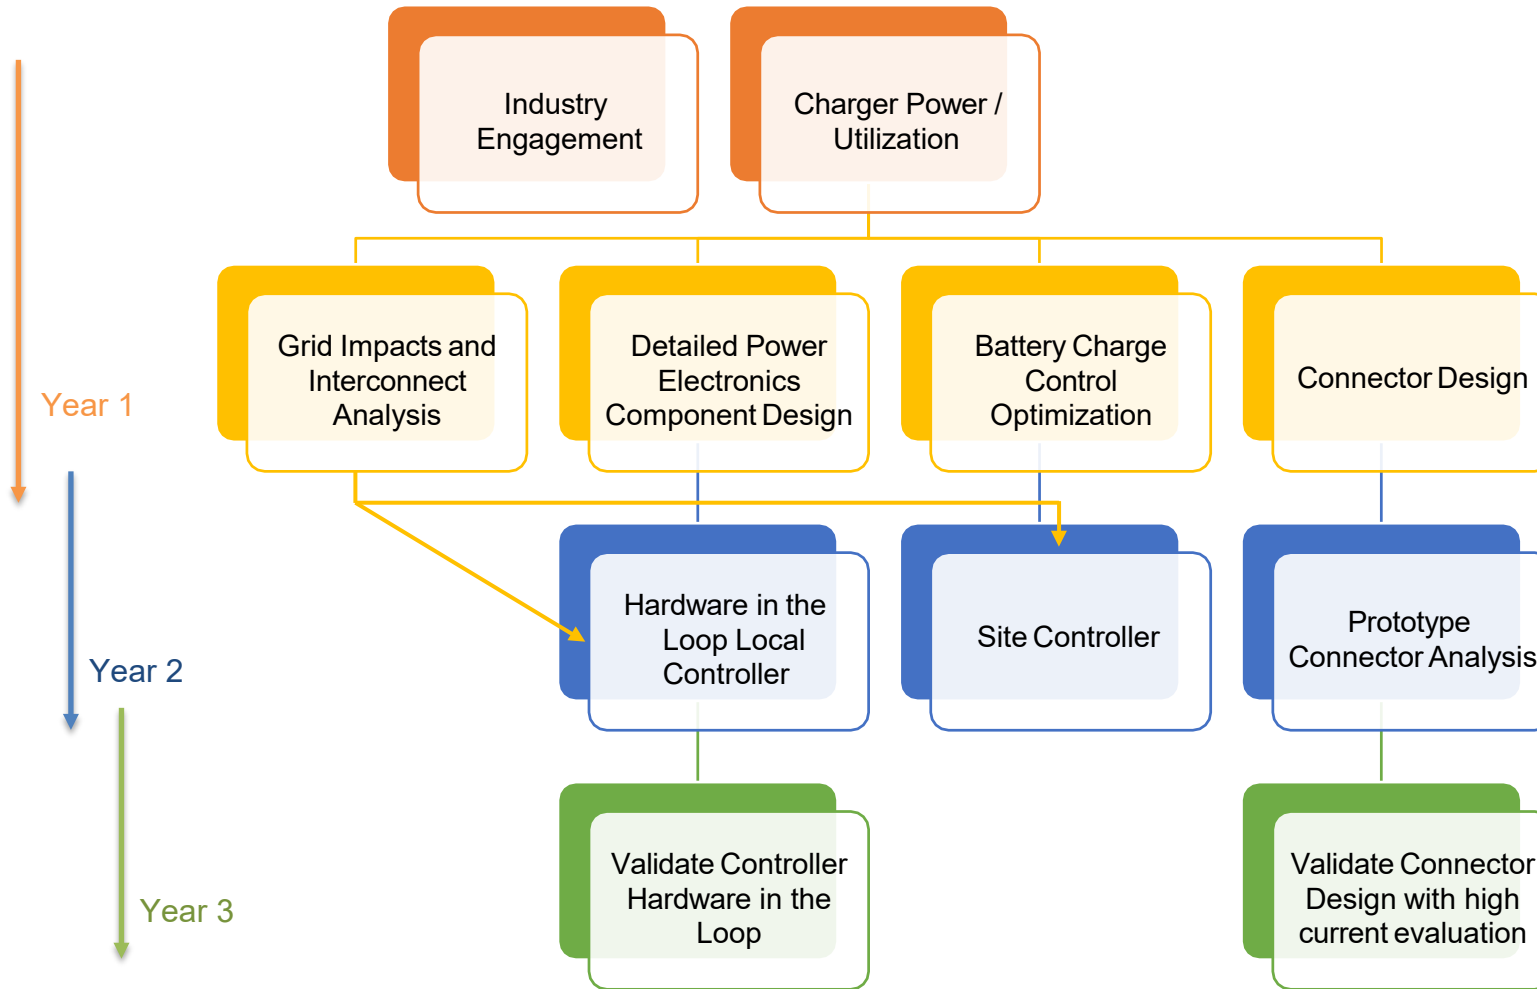 Industry
Engagement
Charger Power /
Utilization
Grid Impacts and
Interconnect
Analysis
Detailed Power
Electronics
Component Design
Battery Charge
Control
Optimization
Connector Design
Year 1
Hardware in the
Loop Local
Controller
Site Controller
Prototype
Connector Analysis
Year 2
Validate Controller
Hardware in the
Loop
Validate Connector
Design with high
current evaluation
Year 3